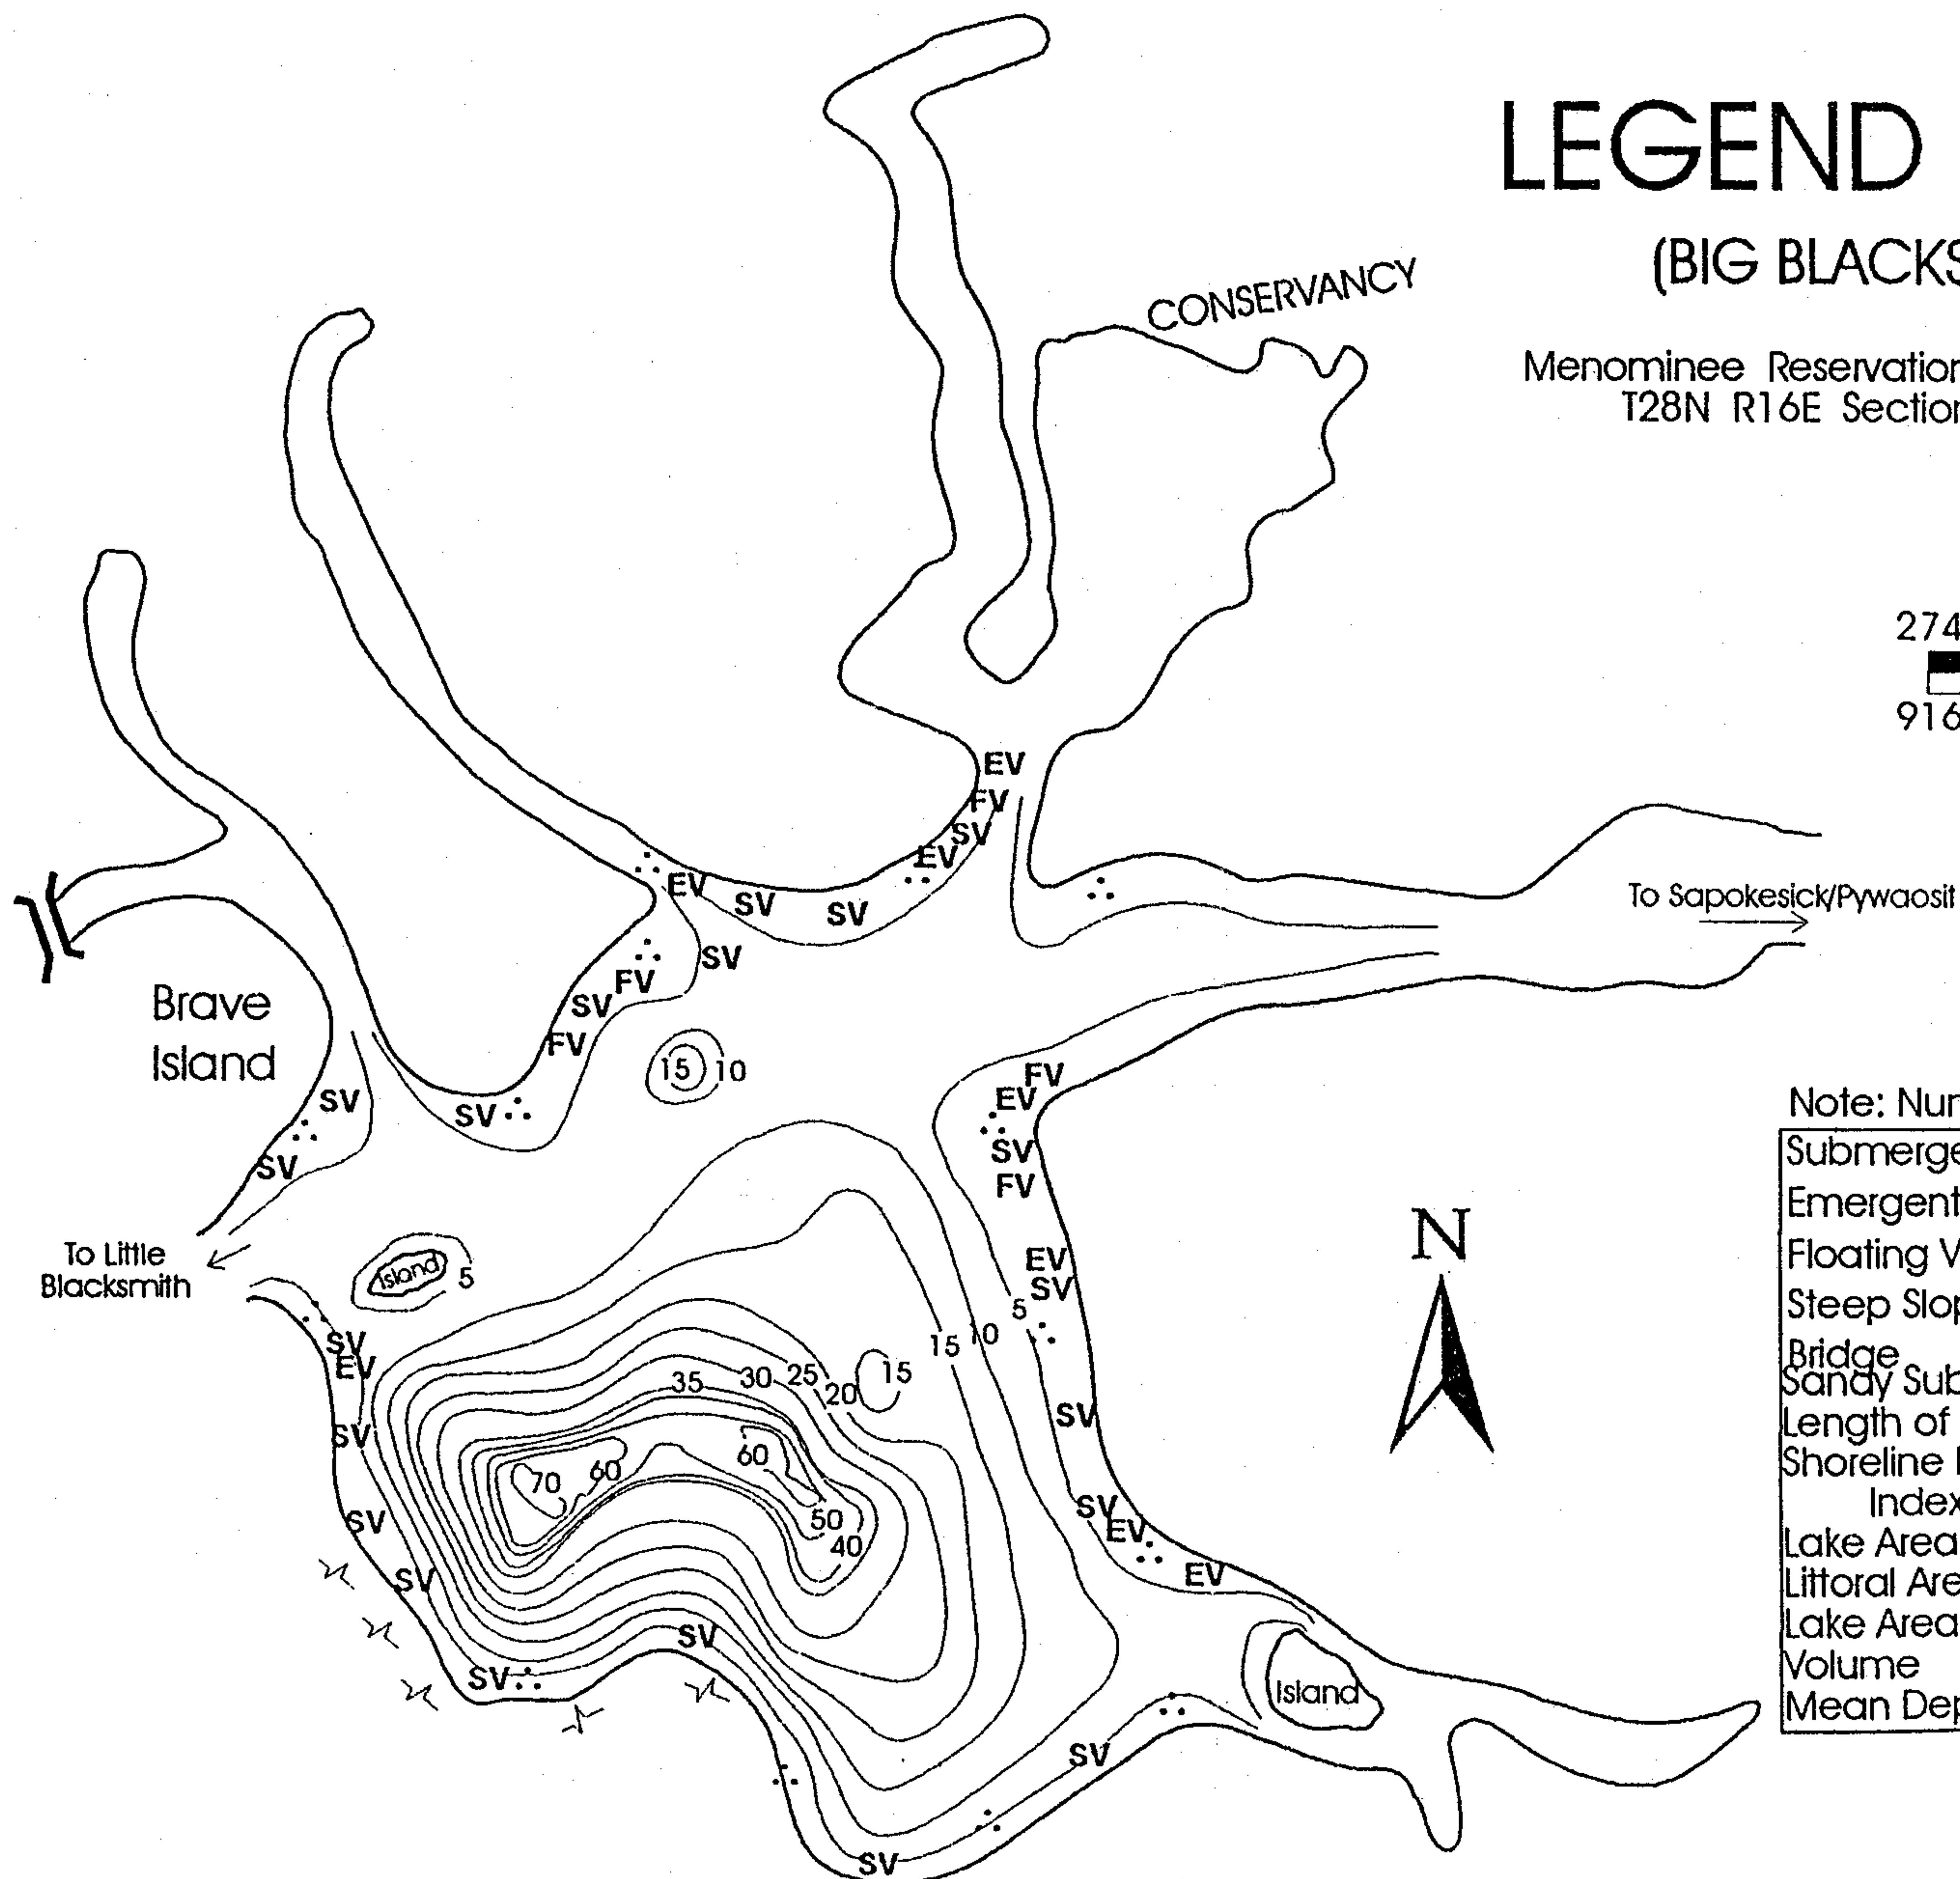 LEGEND
(BIG BLACKS
CONSERVANCY
Menominee Reservation
T28N R16E Section
274
916
EV
FV
SV
EV
To Sapokesick/Pywaosit
EV
SV
SV
SV
FV
SV
FV
Brave
Island
15
10
FV
EV
SV
FV
SV
SV
SV
Note: Nu
Submerge
Emergent
Floating V
Steep Slo
Bridge
Sandy Sub
Length of
Shoreline
Index
Lake Area
Littoral Are
Lake Area
Volume
Mean Dep
N
To Little
Blacksmith
Island
5
EV
SV
5
SV
EV
15
10
15
35
30
25
20
SV
SV
70
60
60
50
40
SV
EV
EV
SV
SV
SV
SV
Island
SV
SV